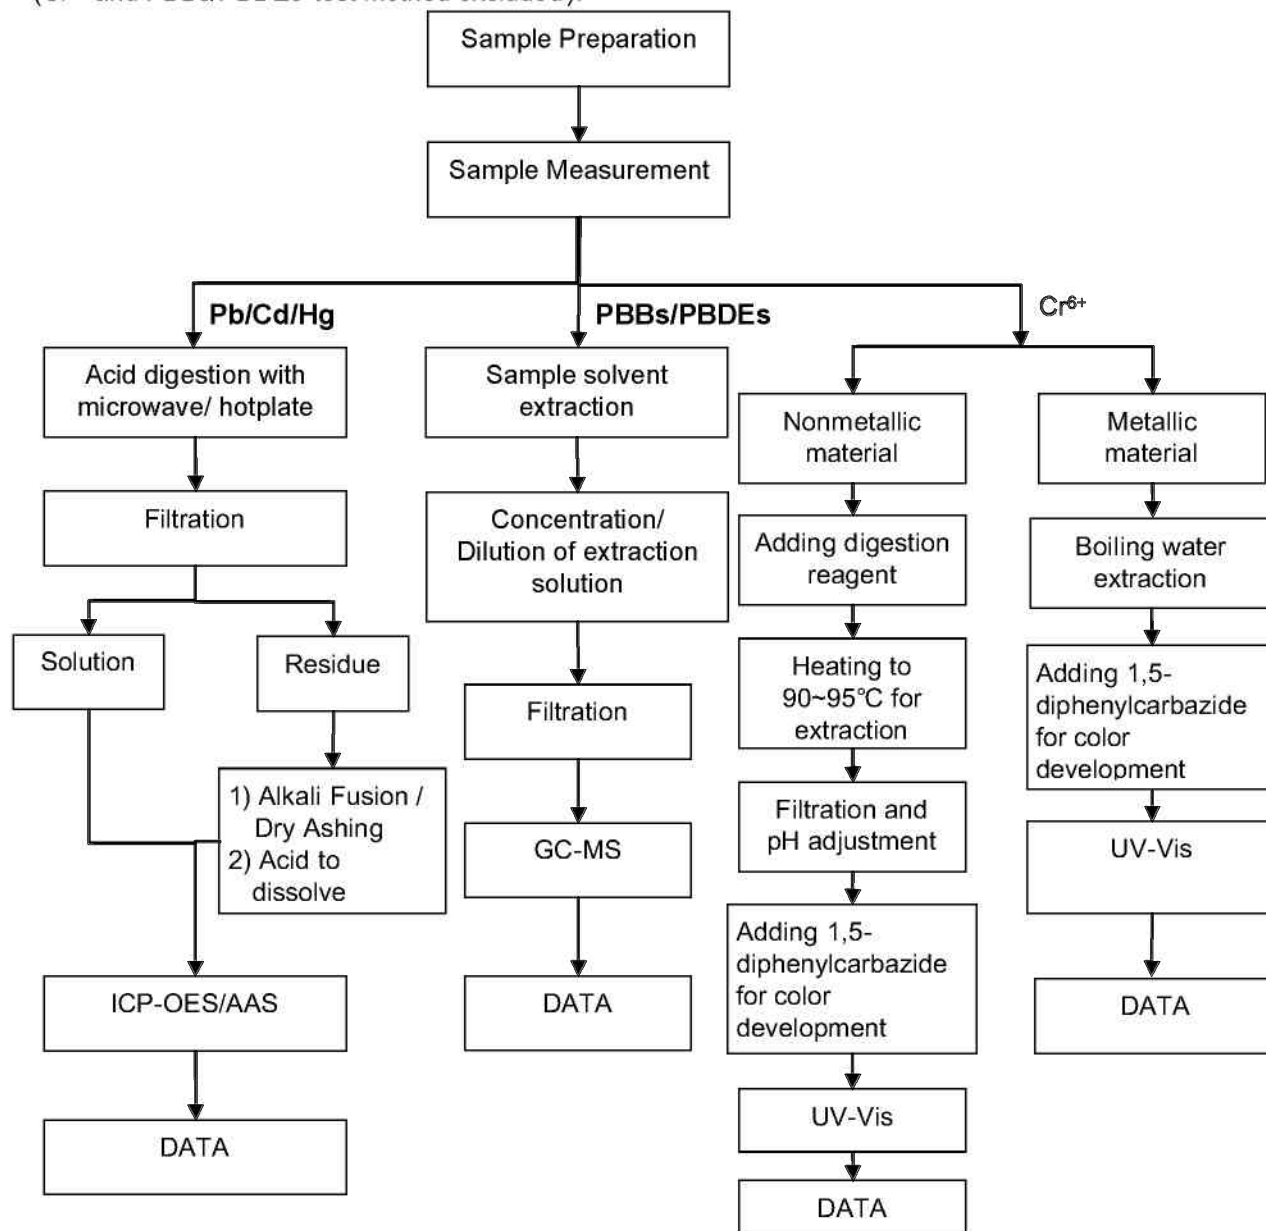 Sample Preparation
Sample Measurement
Pb/Cd/Hg
PBBs/PBDEs
Cr⁶⁺
Acid digestion with
microwave/ hotplate
Filtration
Solution
Residue
1) Alkali Fusion /
Dry Ashing
2) Acid to
dissolve
ICP-OES/AAS
DATA
Sample solvent
extraction
Concentration/
Dilution of extraction
solution
Filtration
GC-MS
DATA
Nonmetallic
material
Adding digestion
reagent
Heating to
90~95℃ for
extraction
Filtration and
pH adjustment
Adding 1,5-
diphenylcarbazide
for color
development
UV-Vis
DATA
Metallic
material
Boiling water
extraction
Adding 1,5-
diphenylcarbazide
for color
development
UV-Vis
DATA